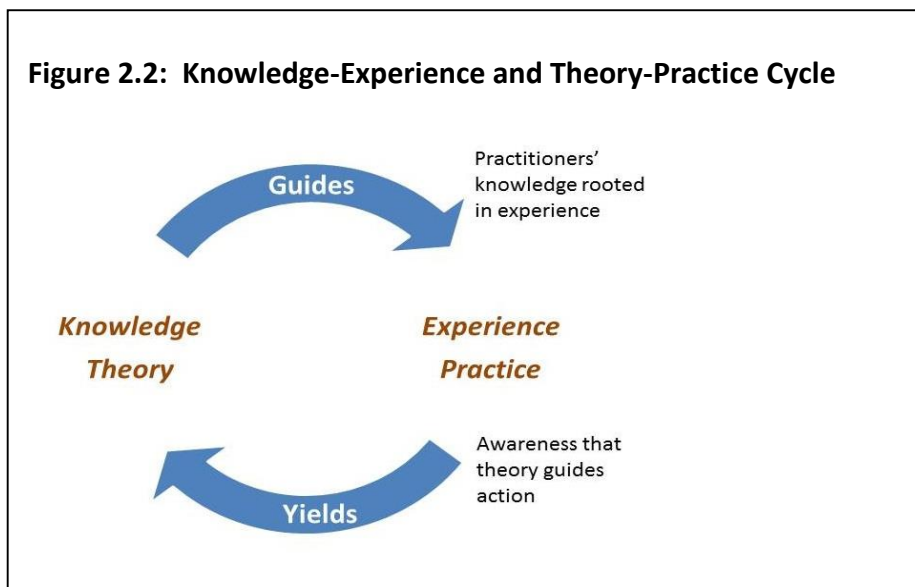 Figure 2.2: Knowledge-Experience and Theory-Practice Cycle
Guides
Practitioners’
knowledge rooted
in experience
Knowledge
Theory
Experience
Practice
Awareness that
theory guides
action
Yields